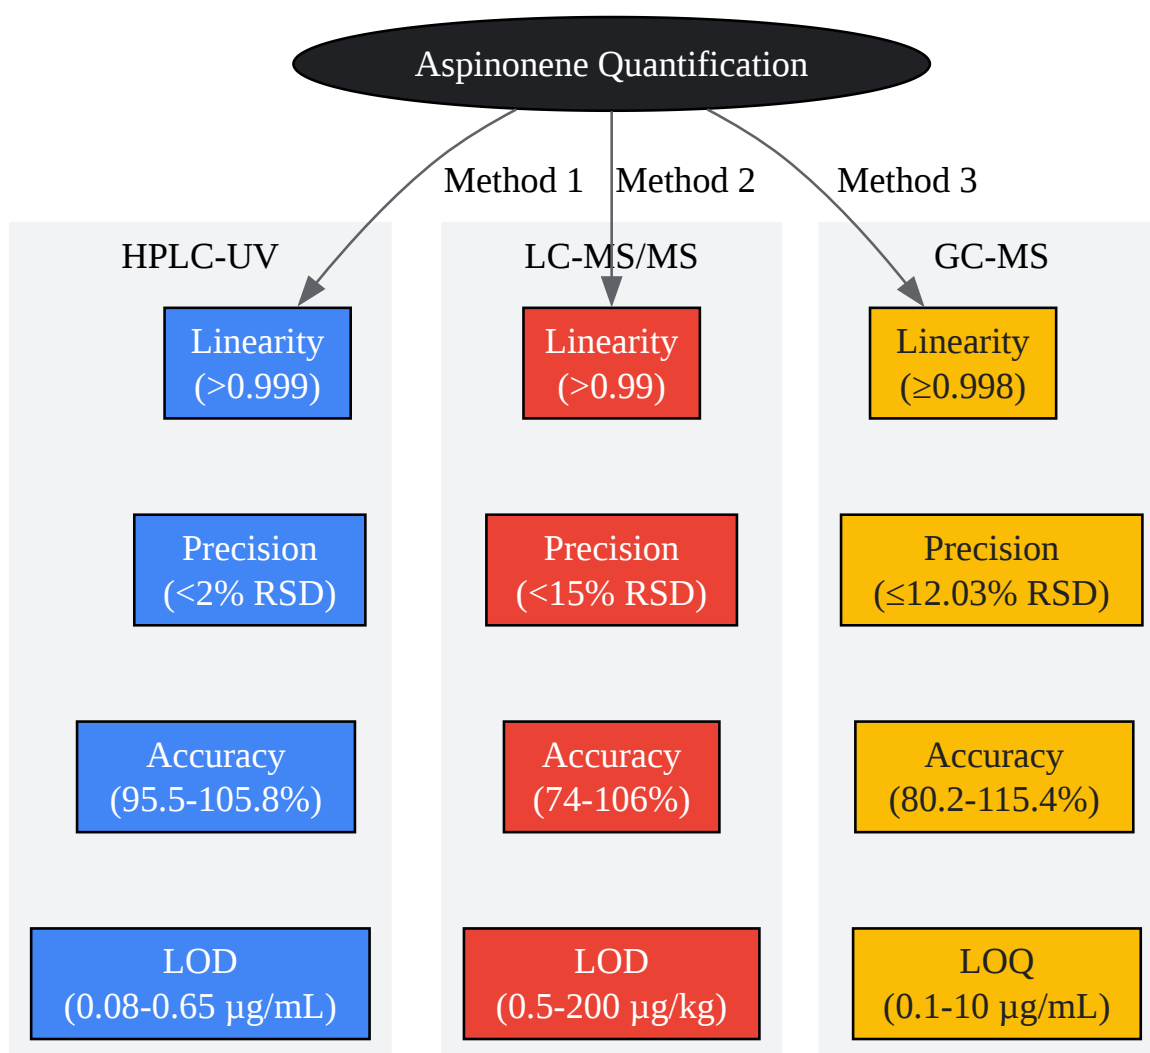 Aspinonene Quantification
Method 1
Method 2
Method 3
HPLC-UV
Linearity
(>0.999)
Precision
(<2% RSD)
Accuracy
(95.5-105.8%)
LOD
(0.08-0.65 µg/mL)
LC-MS/MS
Linearity
(>0.99)
Precision
(<15% RSD)
Accuracy
(74-106%)
LOD
(0.5-200 µg/kg)
GC-MS
Linearity
(≥0.998)
Precision
(≤12.03% RSD)
Accuracy
(80.2-115.4%)
LOQ
(0.1-10 µg/mL)